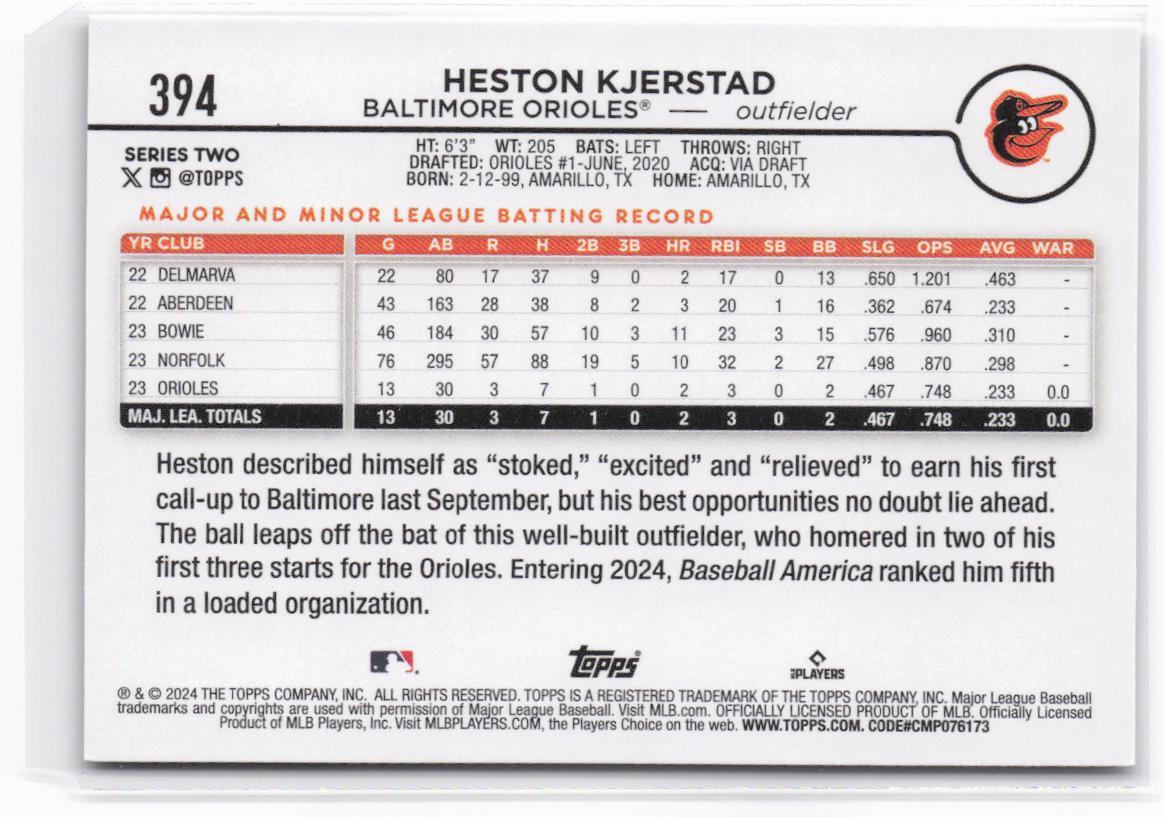 394
HESTON KJERSTAD
BALTIMORE ORIOLES® — outfielder
SERIES TWO
@TOPPS
HT: 6'3" WT: 205 BATS: LEFT THROWS: RIGHT
DRAFTED: ORIOLES #1-JUNE, 2020 ACQ: VIA DRAFT
BORN: 2-12-99, AMARILLO, TX HOME: AMARILLO, TX
MAJOR AND MINOR LEAGUE BATTING RECORD
YR CLUB G AB R H 2B 3B HR RBI SB BB SLG OPS AVG WAR
22 DELMARVA 22 80 17 37 9 0 2 17 0 13 .650 1.201 .463 -
22 ABERDEEN 43 163 28 38 8 2 3 20 1 16 .362 .674 .233 -
23 BOWIE 46 184 30 57 10 3 11 23 3 15 .576 .960 .310 -
23 NORFOLK 76 295 57 88 19 5 10 32 2 27 .498 .870 .298 -
23 ORIOLES 13 30 3 7 1 0 2 3 0 2 .467 .748 .233 0.0
MAJ. LEA. TOTALS 13 30 3 7 1 0 2 3 0 2 .467 .748 .233 0.0
Heston described himself as “stoked,” “excited” and “relieved” to earn his first
call-up to Baltimore last September, but his best opportunities no doubt lie ahead.
The ball leaps off the bat of this well-built outfielder, who homered in two of his
first three starts for the Orioles. Entering 2024, Baseball America ranked him fifth
in a loaded organization.
Topps®
MLB PLAYERS
® & © 2024 THE TOPPS COMPANY, INC. ALL RIGHTS RESERVED. TOPPS IS A REGISTERED TRADEMARK OF THE TOPPS COMPANY, INC. Major League Baseball
trademarks and copyrights are used with permission of Major League Baseball. Visit MLB.com. OFFICIALLY LICENSED PRODUCT OF MLB. Officially Licensed
Product of MLB Players, Inc. Visit MLBPLAYERS.COM, the Players Choice on the web. WWW.TOPPS.COM. CODE#CMP076173